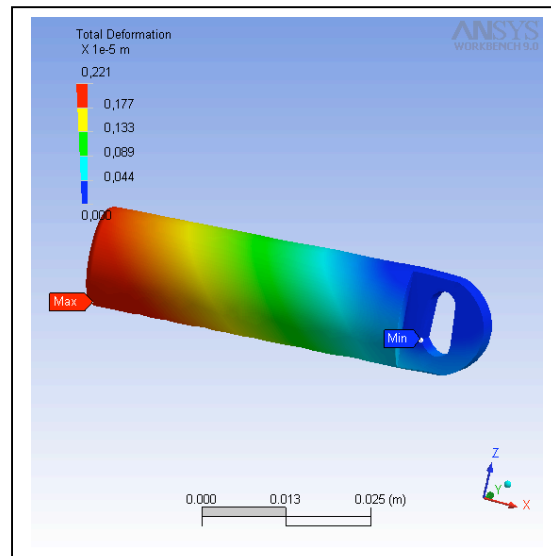 Total Deformation
X 1e-5 m
0,221
0,177
0,133
0,089
0,044
0,000
ANSYS
WORKBENCH 9.0
Max
Min
Z
Y
X
0.000 0.013 0.025 (m)